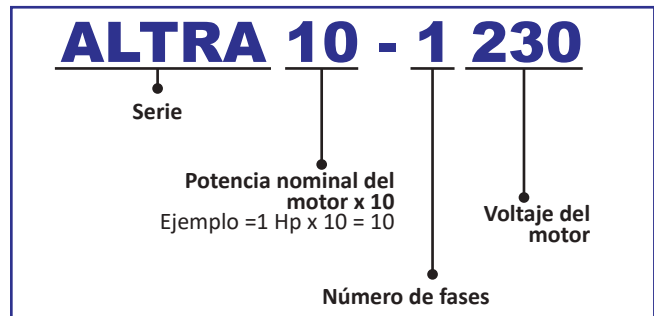 ALTRA 10 - 1 230
Serie
Potencia nominal del
motor x 10
Ejemplo =1 Hp x 10 = 10
Voltaje del
motor
Número de fases